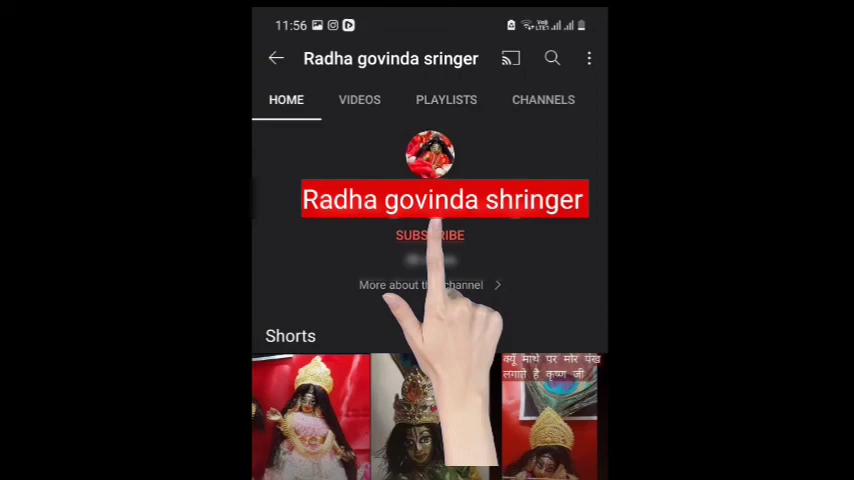 11:56
Radha govinda sringer
HOME VIDEOS PLAYLISTS CHANNELS
Radha govinda shringer
SUBSCRIBE
More about this channel
Shorts
क्यूँ माथे पर मोर पंख
लगाते है कृष्ण जी